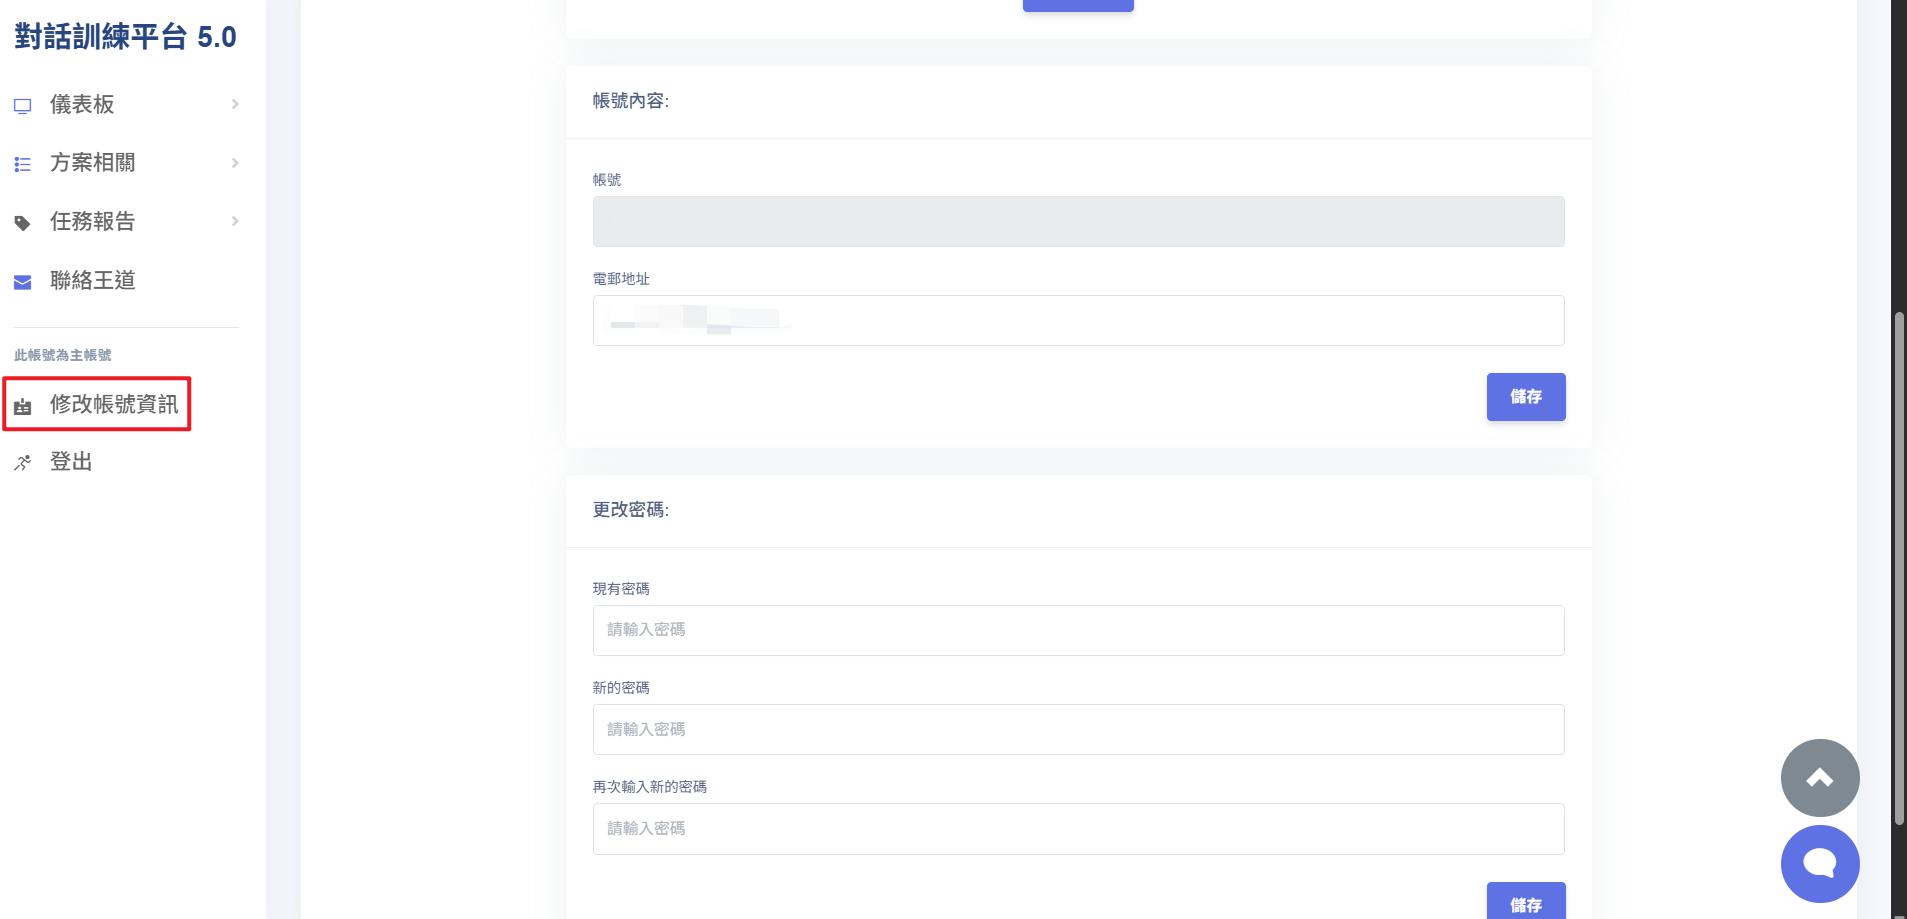 對話訓練平台 5.0
儀表板
方案相關
任務報告
聯絡王道
此帳號為主帳號
修改帳號資訊
登出
帳號內容:
帳號
電郵地址
儲存
更改密碼:
現有密碼
請輸入密碼
新的密碼
請輸入密碼
再次輸入新的密碼
請輸入密碼
儲存